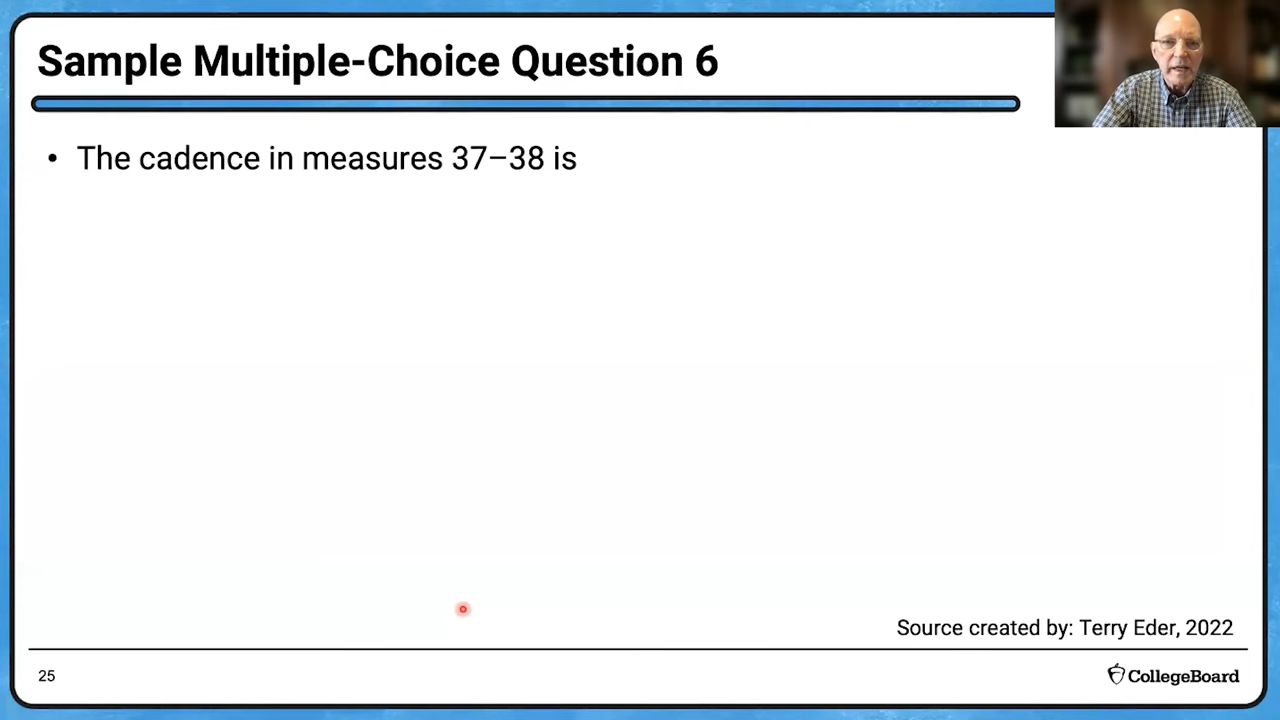 Sample Multiple-Choice Question 6
• The cadence in measures 37–38 is
Source created by: Terry Eder, 2022
25
CollegeBoard